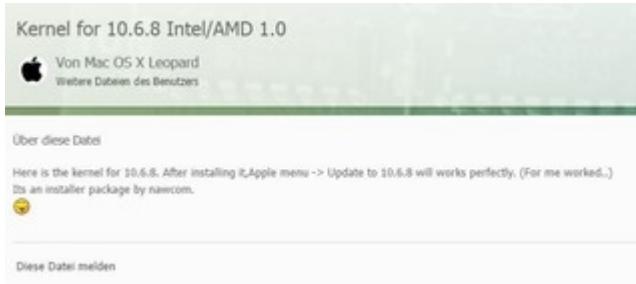 Kernel for 10.6.8 Intel/AMD 1.0
Von Mac OS X Leopard
Weitere Dateien des Benutzers
Über diese Datei
Here is the kernel for 10.6.8. After installing it,Apple menu -> Update to 10.6.8 will works perfectly. (For me worked..)
Its an installer package by nawcom.
Diese Datei melden